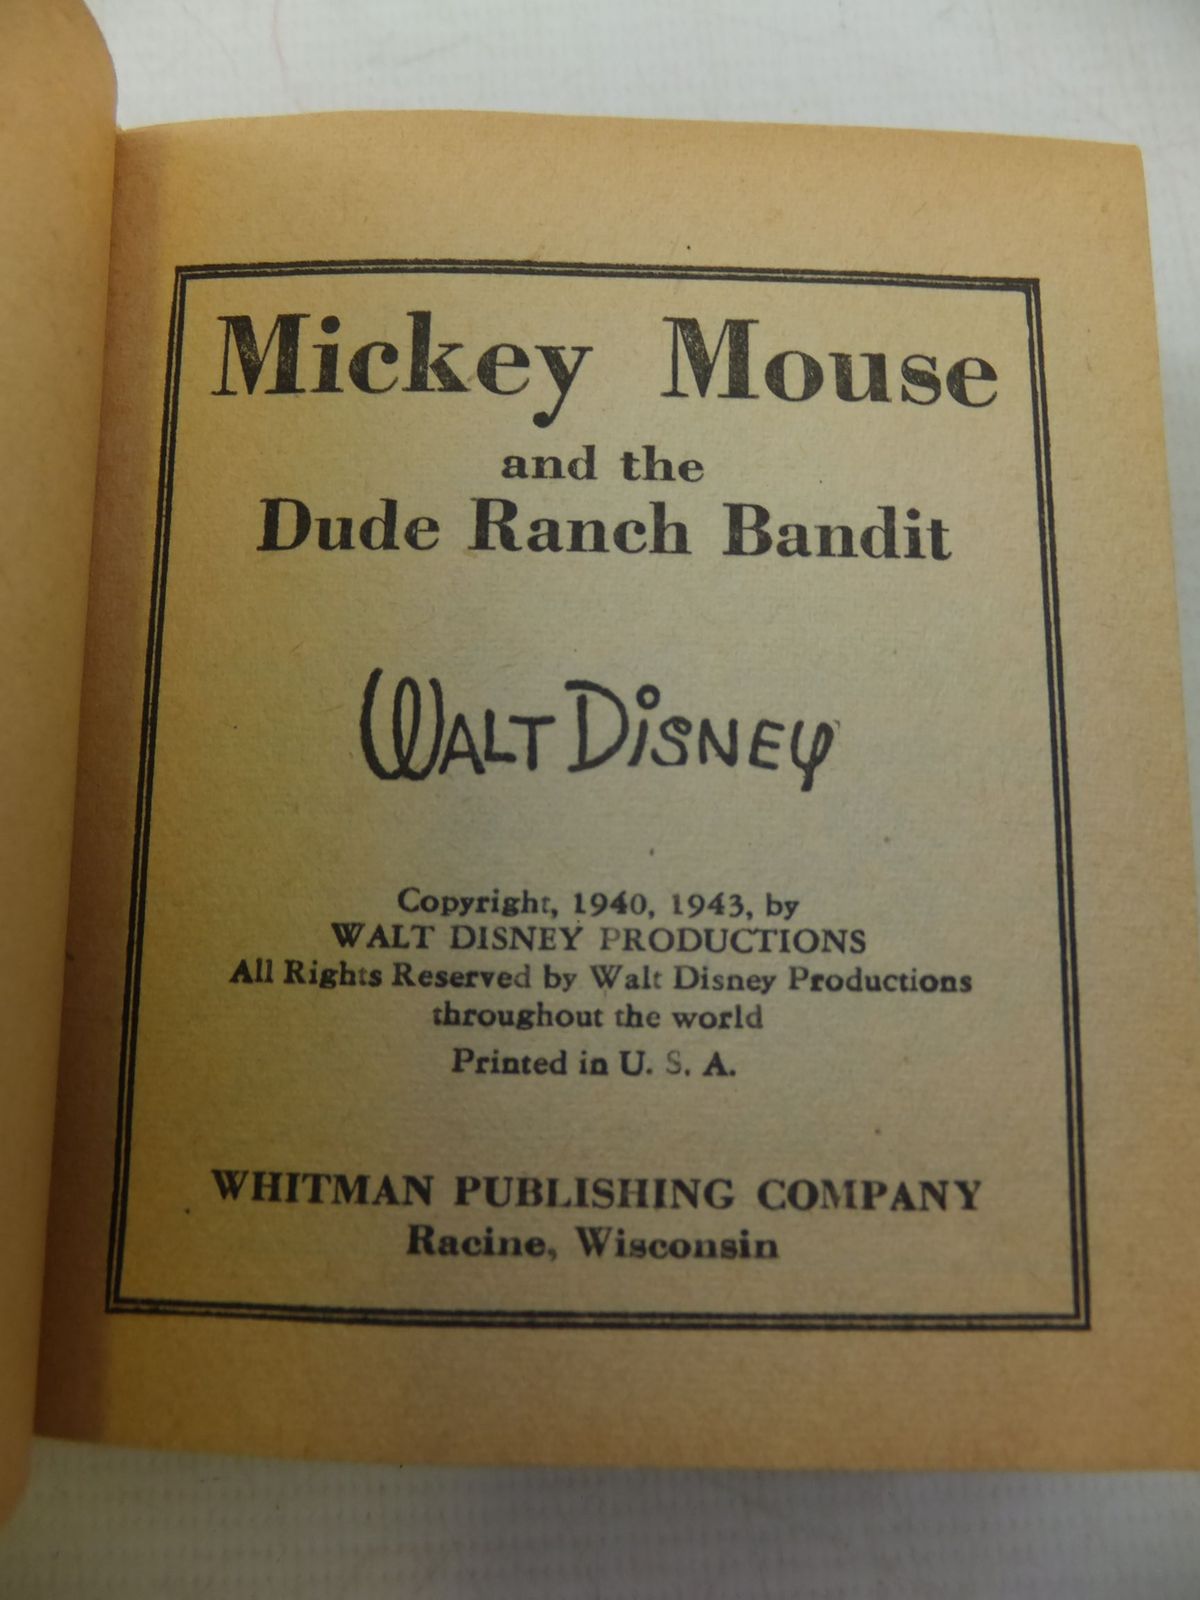 Mickey Mouse
and the
Dude Ranch Bandit
WALT DISNEY
Copyright, 1940, 1943, by
WALT DISNEY PRODUCTIONS
All Rights Reserved by Walt Disney Productions
throughout the world
Printed in U. S. A.
WHITMAN PUBLISHING COMPANY
Racine, Wisconsin